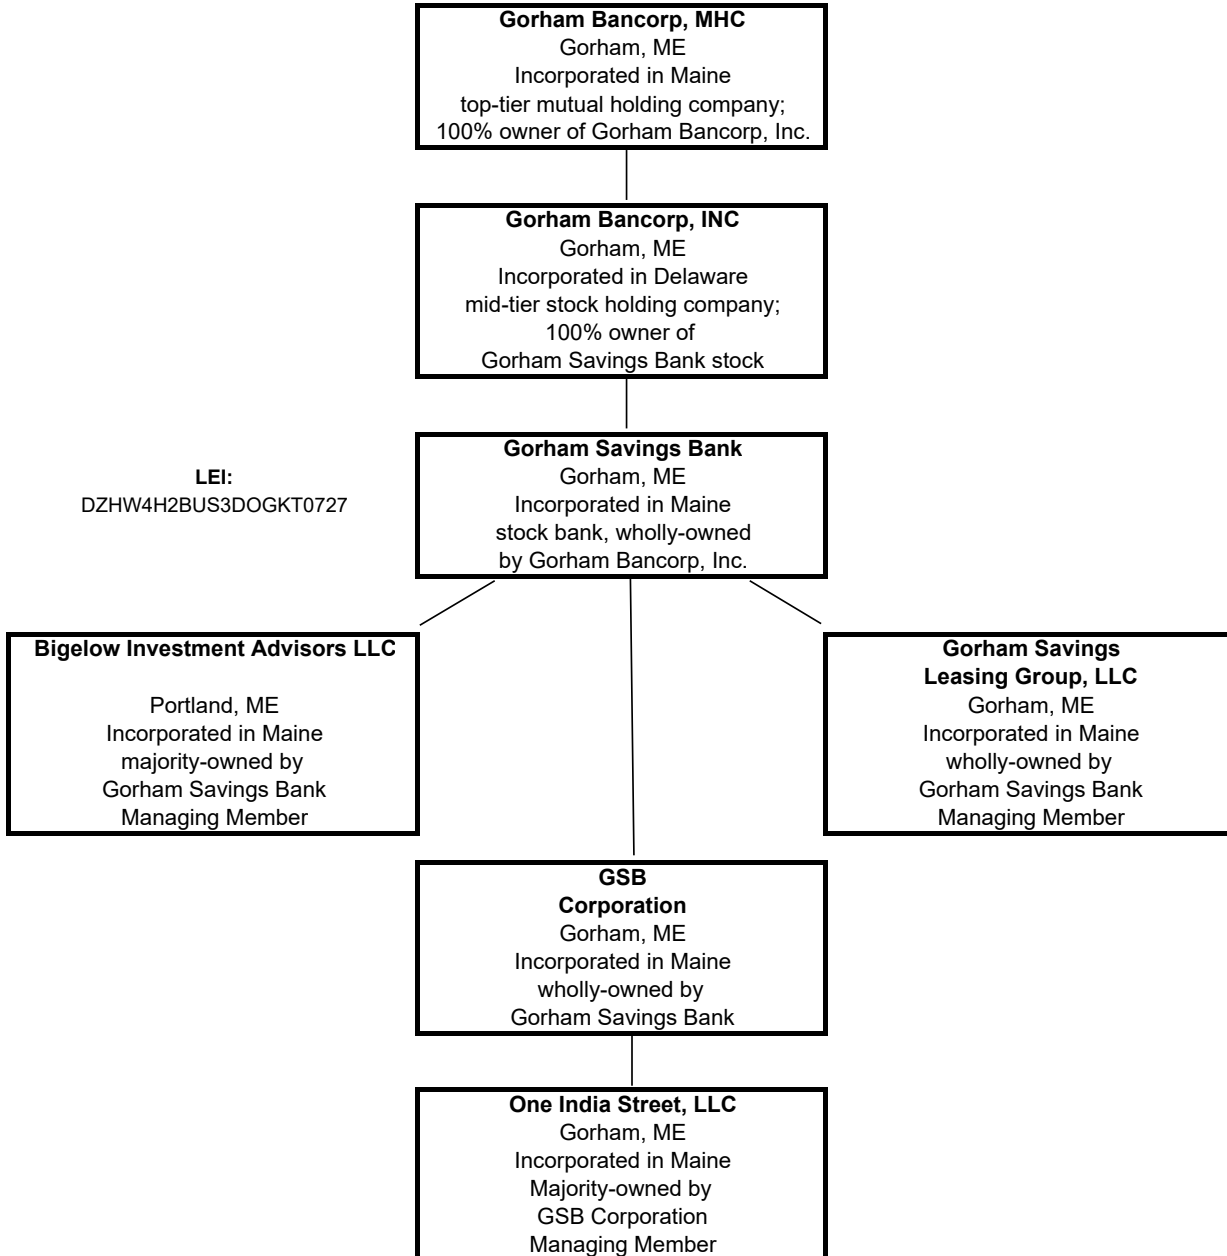 Gorham Bancorp, MHC
Gorham, ME
Incorporated in Maine
top-tier mutual holding company;
100% owner of Gorham Bancorp, Inc.
Gorham Bancorp, INC
Gorham, ME
Incorporated in Delaware
mid-tier stock holding company;
100% owner of
Gorham Savings Bank stock
LEI:
DZHW4H2BUS3DOGKT0727
Gorham Savings Bank
Gorham, ME
Incorporated in Maine
stock bank, wholly-owned
by Gorham Bancorp, Inc.
Bigelow Investment Advisors LLC
Portland, ME
Incorporated in Maine
majority-owned by
Gorham Savings Bank
Managing Member
Gorham Savings
Leasing Group, LLC
Gorham, ME
Incorporated in Maine
wholly-owned by
Gorham Savings Bank
Managing Member
GSB
Corporation
Gorham, ME
Incorporated in Maine
wholly-owned by
Gorham Savings Bank
One India Street, LLC
Gorham, ME
Incorporated in Maine
Majority-owned by
GSB Corporation
Managing Member